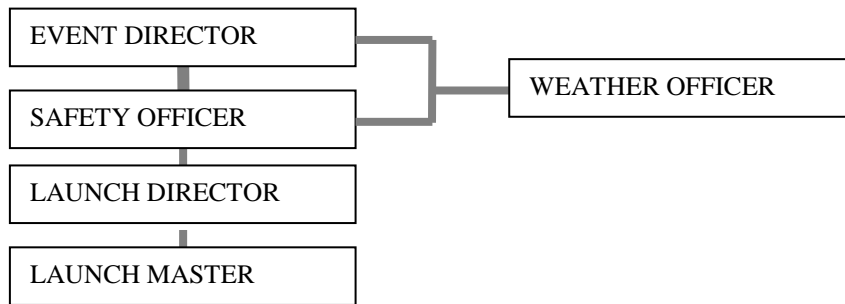 EVENT DIRECTOR
WEATHER OFFICER
SAFETY OFFICER
LAUNCH DIRECTOR
LAUNCH MASTER